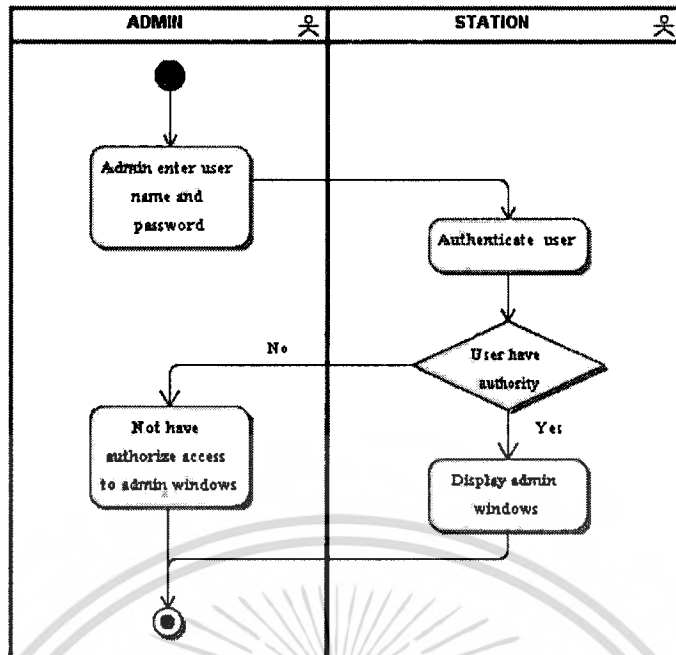 ADMIN
STATION
Admin enter user
name and
password
Authenticate user
User have
authority
No
Yes
Not have
authorize access
to admin windows
Display admin
windows